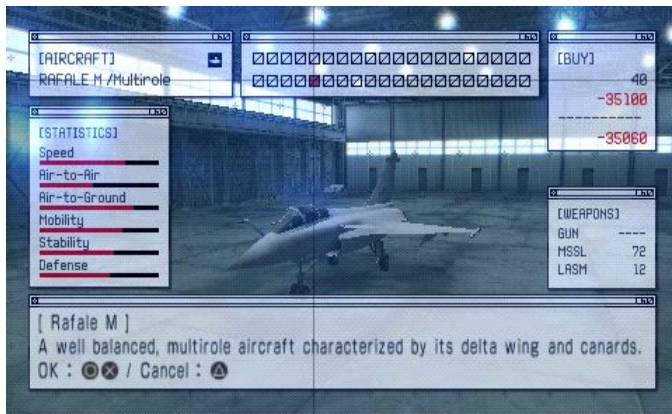 [AIRCRAFT]
RAFALE M /Multirole
[BUY]
40
-35100
-----------
-35060
[STATISTICS]
Speed
Air-to-Air
Air-to-Ground
Mobility
Stability
Defense
[WEAPONS]
GUN ----
MSSL 72
LASM 12
[ Rafale M ]
A well balanced, multirole aircraft characterized by its delta wing and canards.
OK : / Cancel :